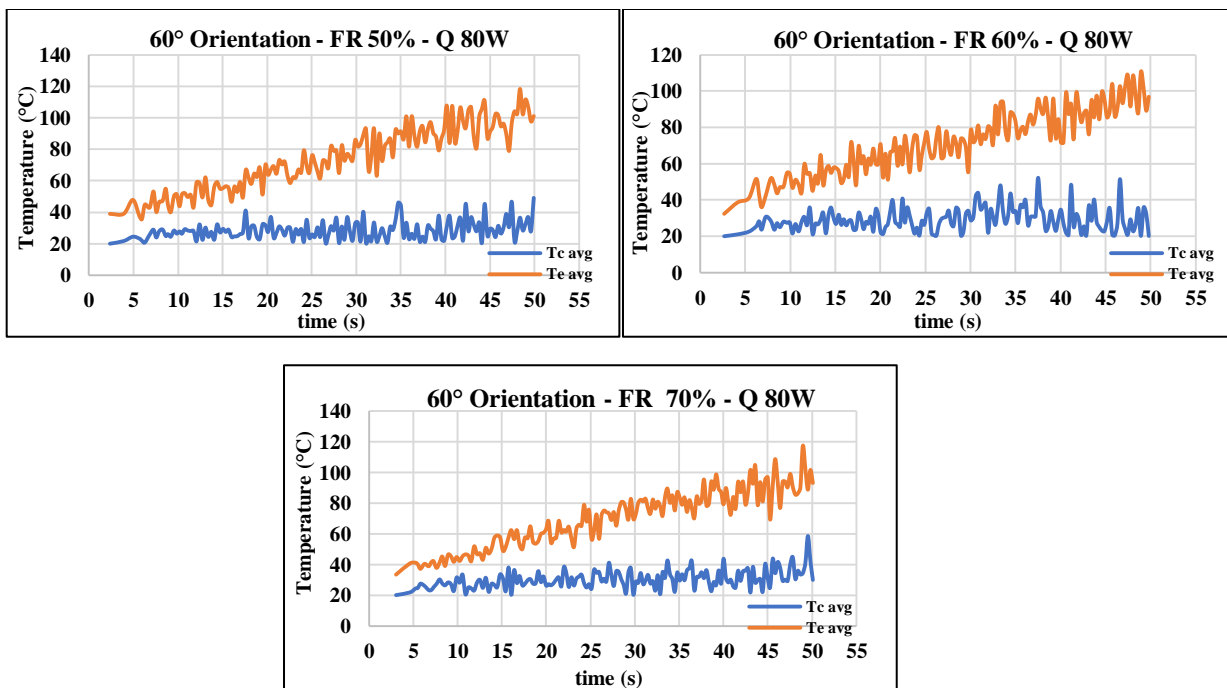 60° Orientation - FR 50% - Q 80W
Temperature (°C)
140
120
100
80
60
40
20
0
0 5 10 15 20 25 30 35 40 45 50 55
time (s)
Tc avg
Te avg
60° Orientation - FR 60% - Q 80W
Temperature (°C)
120
100
80
60
40
20
0
0 5 10 15 20 25 30 35 40 45 50 55
time (s)
Tc avg
Te avg
60° Orientation - FR 70% - Q 80W
Temperature (°C)
140
120
100
80
60
40
20
0
0 5 10 15 20 25 30 35 40 45 50 55
time (s)
Tc avg
Te avg